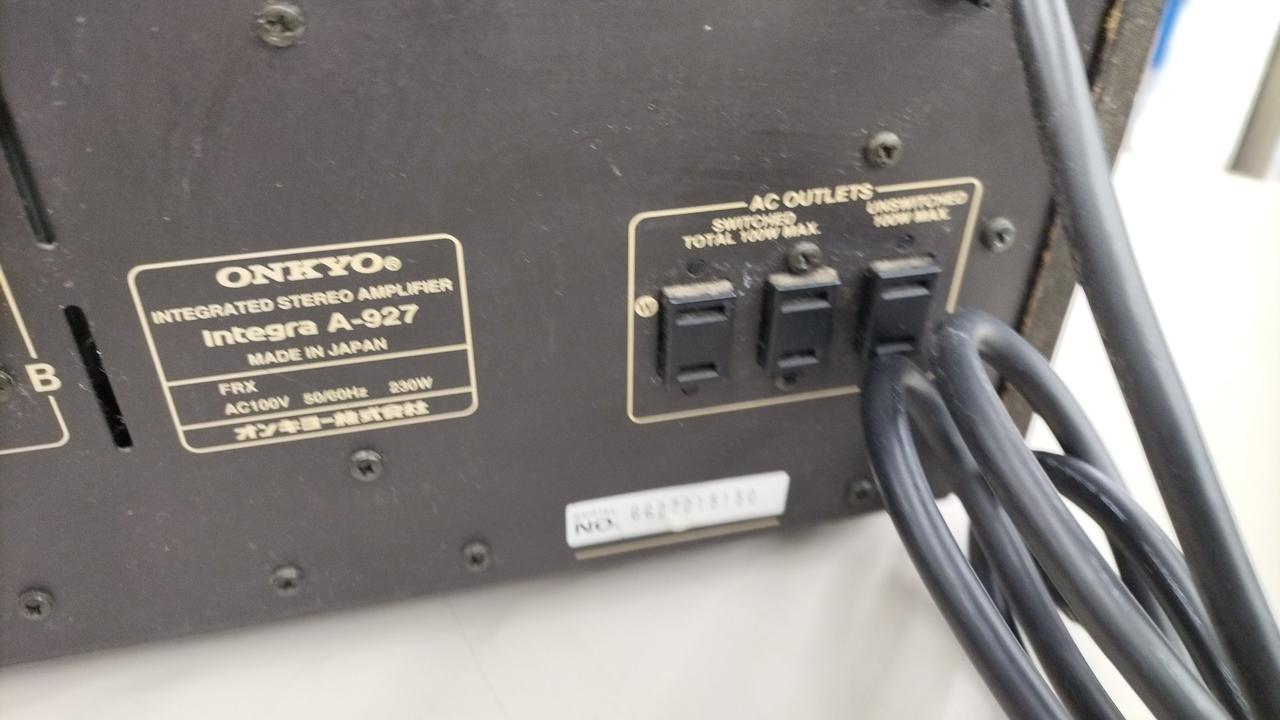 B
ONKYO®
INTEGRATED STEREO AMPLIFIER
Integra A-927
MADE IN JAPAN
FRX
AC100V 50/60Hz 230W
オンキヨー株式会社
AC OUTLETS
SWITCHED
TOTAL 100W MAX.
UNSWITCHED
100W MAX.
W
SERIAL
NO.